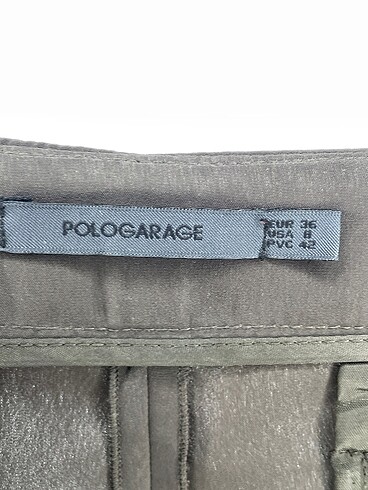 POLOGARAGE
EUR 36
USA 8
PVC 42